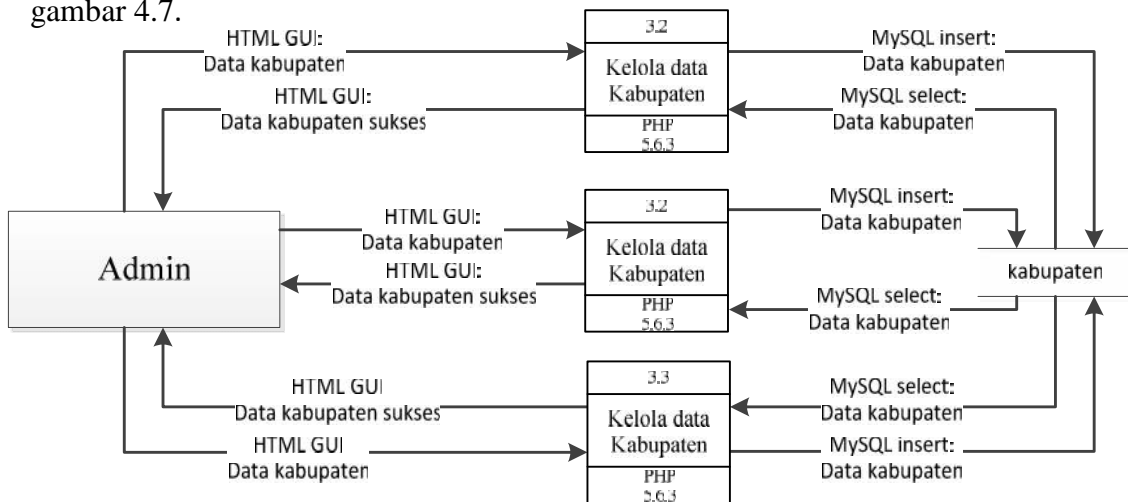 gambar 4.7.
HTML GUI:
Data kabupaten
HTML GUI:
Data kabupaten sukses
3.2
Kelola data
Kabupaten
PHP
5.6.3
MySQL insert:
Data kabupaten
MySQL select:
Data kabupaten
Admin
HTML GUI:
Data kabupaten
HTML GUI:
Data kabupaten sukses
3.2
Kelola data
Kabupaten
PHP
5.6.3
MySQL insert:
Data kabupaten
MySQL select:
Data kabupaten
kabupaten
HTML GUI
Data kabupaten sukses
HTML GUI
Data kabupaten
3.3
Kelola data
Kabupaten
PHP
5.6.3
MySQL select:
Data kabupaten
MySQL insert:
Data kabupaten